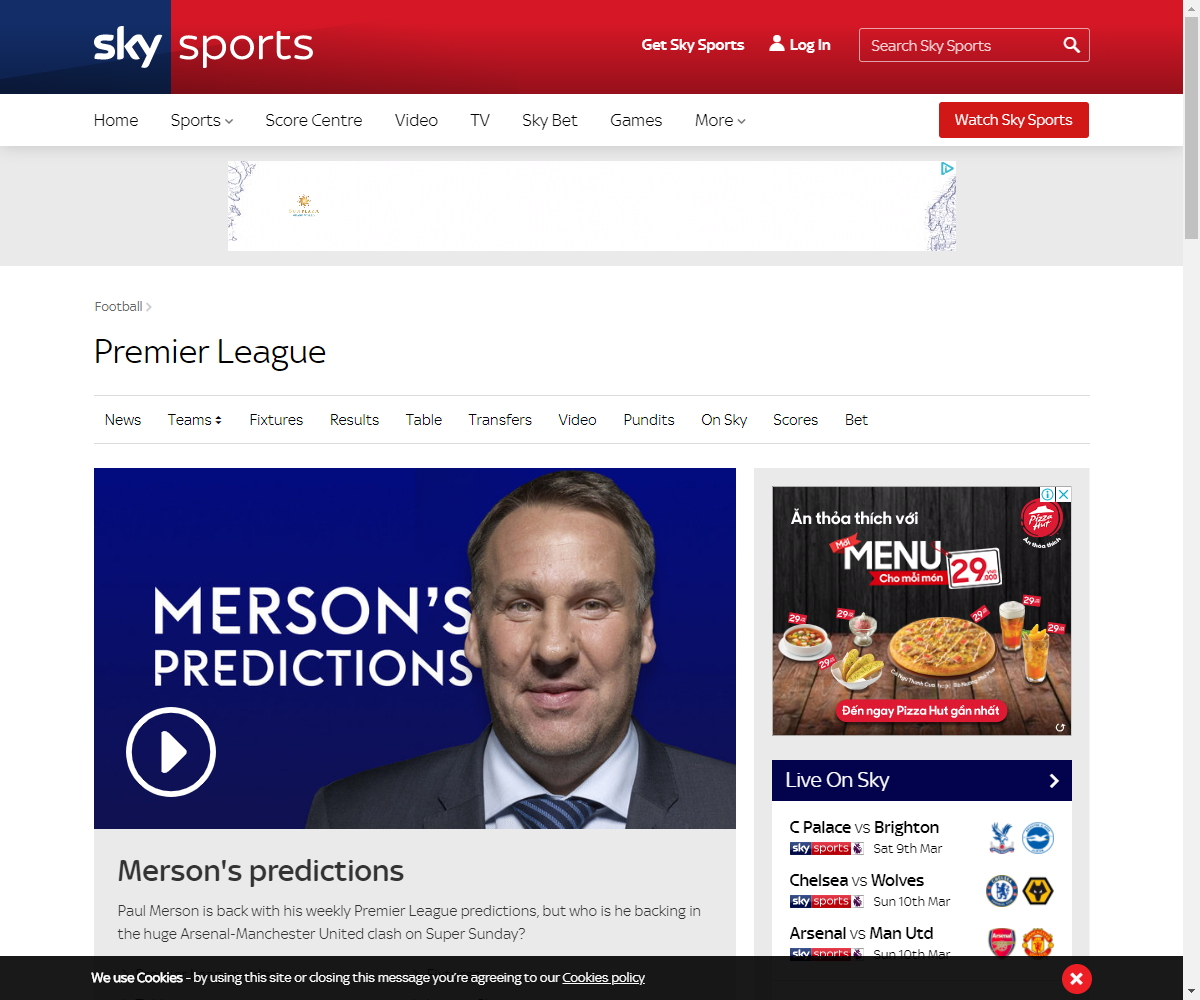 sky sports
Get Sky Sports
Log In
Search Sky Sports
Home
Sports
Score Centre
Video
TV
Sky Bet
Games
More
Watch Sky Sports
Football
Premier League
News
Teams
Fixtures
Results
Table
Transfers
Video
Pundits
On Sky
Scores
Bet
MERSON'S
PREDICTIONS
Merson's predictions
Paul Merson is back with his weekly Premier League predictions, but who is he backing in
the huge Arsenal-Manchester United clash on Super Sunday?
Ăn thỏa thích với
Pizza Hut
Ăn thỏa thích
Mới
MENU
Cho mỗi món
29.000
VND
29
29
29
29
29
29
Đến ngay Pizza Hut gần nhất
Live On Sky
C Palace vs Brighton
sky sports Sat 9th Mar
Chelsea vs Wolves
sky sports Sun 10th Mar
Arsenal vs Man Utd
sky sports Sun 10th Mar
We use Cookies - by using this site or closing this message you're agreeing to our Cookies policy